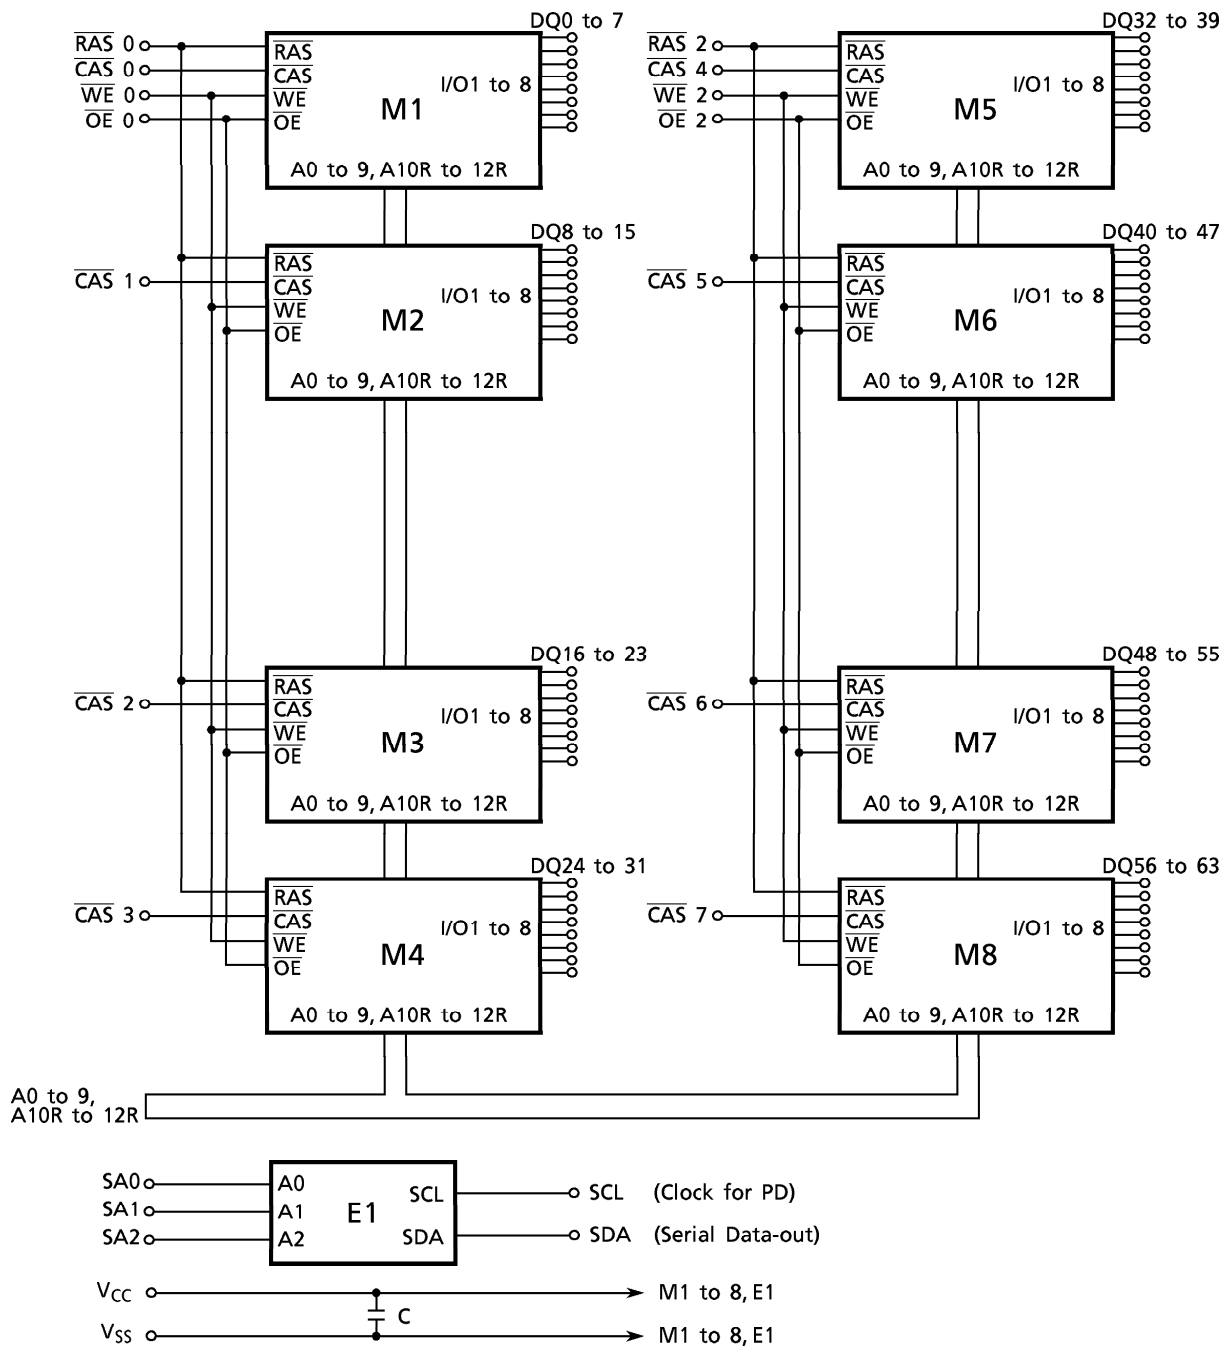 DQ0 to 7
RAS 0
CAS 0
WE 0
OE 0
RAS
CAS
WE
OE
I/O1 to 8
M1
A0 to 9, A10R to 12R
DQ32 to 39
RAS 2
CAS 4
WE 2
OE 2
RAS
CAS
WE
OE
I/O1 to 8
M5
A0 to 9, A10R to 12R
DQ8 to 15
CAS 1
RAS
CAS
WE
OE
I/O1 to 8
M2
A0 to 9, A10R to 12R
DQ40 to 47
CAS 5
RAS
CAS
WE
OE
I/O1 to 8
M6
A0 to 9, A10R to 12R
DQ16 to 23
CAS 2
RAS
CAS
WE
OE
I/O1 to 8
M3
A0 to 9, A10R to 12R
DQ48 to 55
CAS 6
RAS
CAS
WE
OE
I/O1 to 8
M7
A0 to 9, A10R to 12R
DQ24 to 31
CAS 3
RAS
CAS
WE
OE
I/O1 to 8
M4
A0 to 9, A10R to 12R
DQ56 to 63
CAS 7
RAS
CAS
WE
OE
I/O1 to 8
M8
A0 to 9, A10R to 12R
A0 to 9,
A10R to 12R
SA0
SA1
SA2
A0
A1
A2
E1
SCL
SDA
SCL (Clock for PD)
SDA (Serial Data-out)
VCC
M1 to 8, E1
C
VSS
M1 to 8, E1